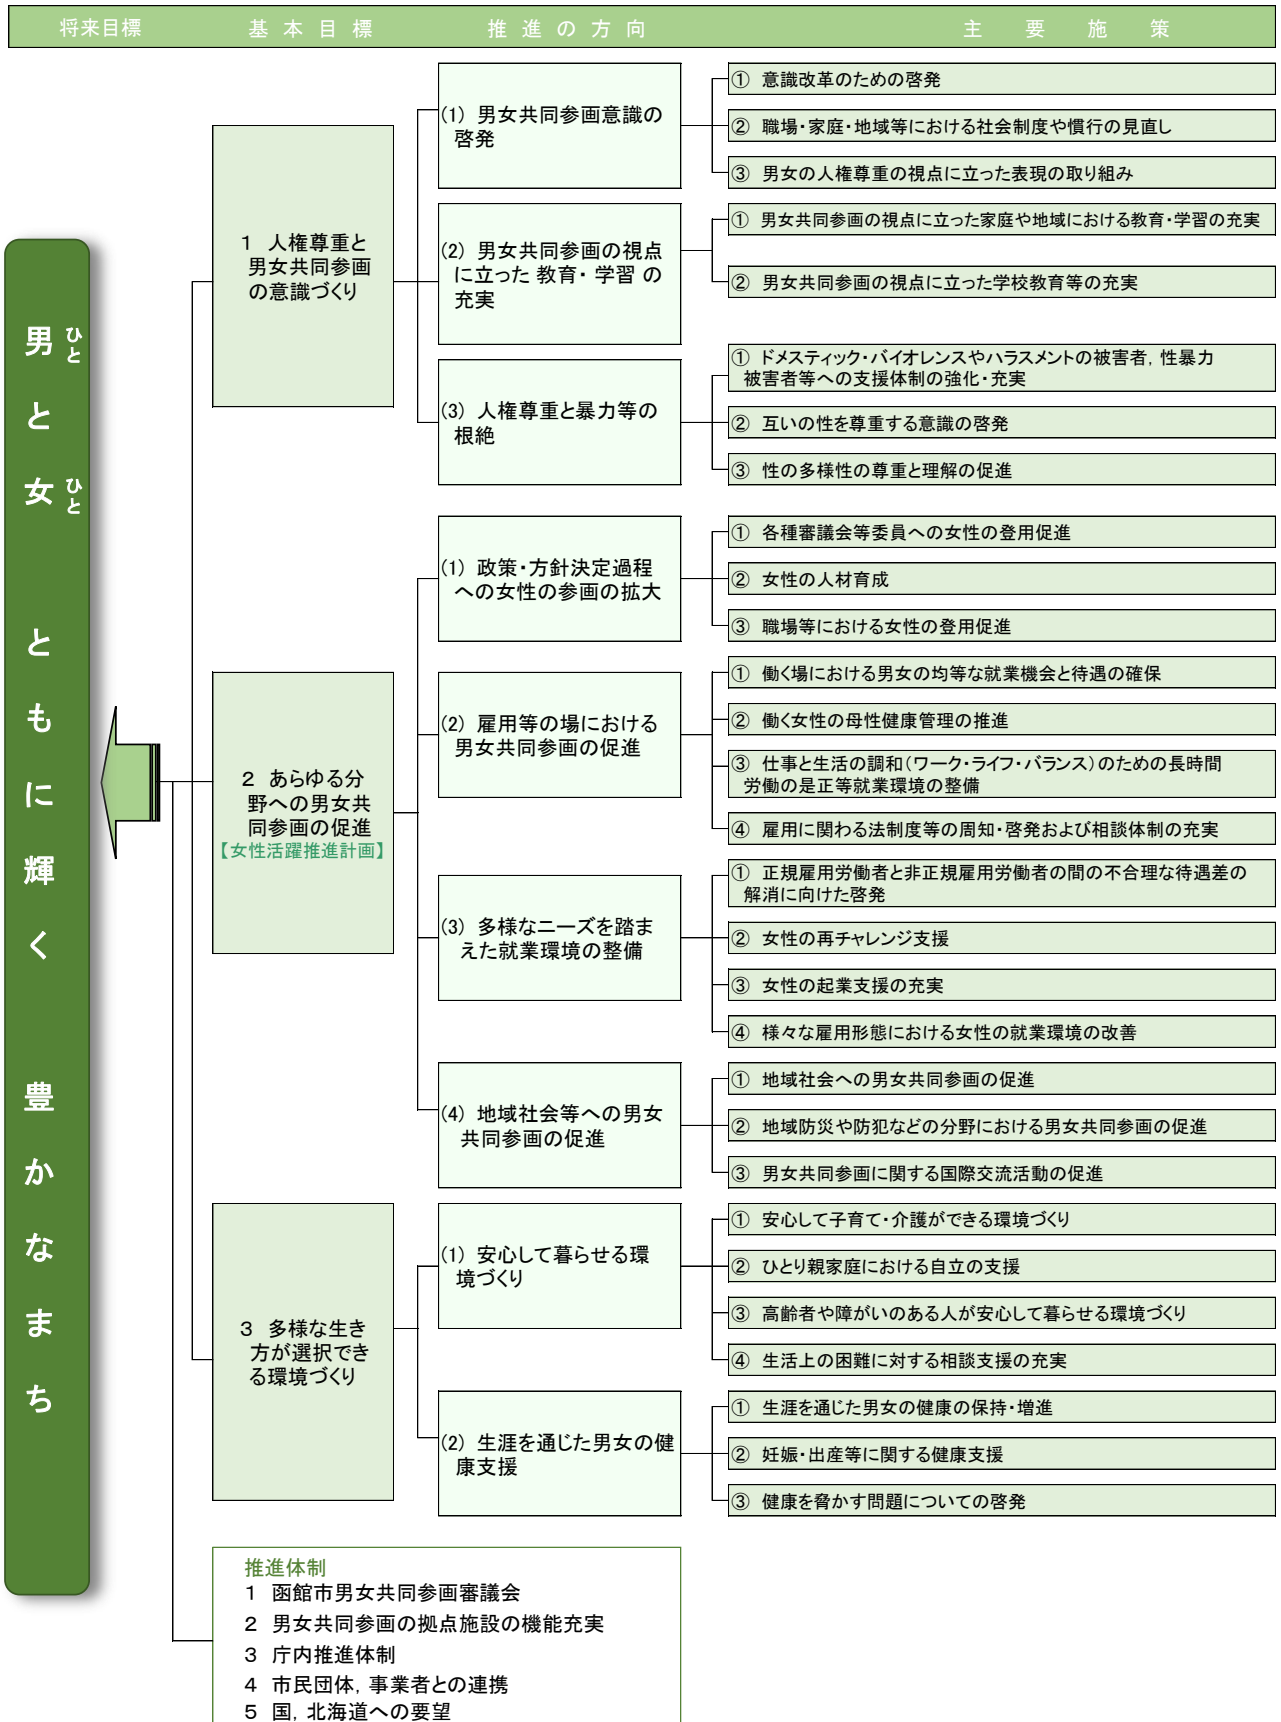 将来目標 基本目標 推進の方向 主要施策
男と女 ともに輝く 豊かなまち
ひと
ひと
1 人権尊重と
男女共同参画
の意識づくり
(1) 男女共同参画意識の
啓発
① 意識改革のための啓発
② 職場・家庭・地域等における社会制度や慣行の見直し
③ 男女の人権尊重の視点に立った表現の取り組み
(2) 男女共同参画の視点
に立った 教育・ 学習 の
充実
① 男女共同参画の視点に立った家庭や地域における教育・学習の充実
② 男女共同参画の視点に立った学校教育等の充実
(3) 人権尊重と暴力等の
根絶
① ドメスティック・バイオレンスやハラスメントの被害者，性暴力
被害者等への支援体制の強化・充実
② 互いの性を尊重する意識の啓発
③ 性の多様性の尊重と理解の促進
2 あらゆる分
野への男女共
同参画の促進
【女性活躍推進計画】
(1) 政策・方針決定過程
への女性の参画の拡大
① 各種審議会等委員への女性の登用促進
② 女性の人材育成
③ 職場等における女性の登用促進
(2) 雇用等の場における
男女共同参画の促進
① 働く場における男女の均等な就業機会と待遇の確保
② 働く女性の母性健康管理の推進
③ 仕事と生活の調和（ワーク・ライフ・バランス）のための長時間
労働の是正等就業環境の整備
④ 雇用に関わる法制度等の周知・啓発および相談体制の充実
(3) 多様なニーズを踏ま
えた就業環境の整備
① 正規雇用労働者と非正規雇用労働者の間の不合理な待遇差の
解消に向けた啓発
② 女性の再チャレンジ支援
③ 女性の起業支援の充実
④ 様々な雇用形態における女性の就業環境の改善
(4) 地域社会等への男女
共同参画の促進
① 地域社会への男女共同参画の促進
② 地域防災や防犯などの分野における男女共同参画の促進
③ 男女共同参画に関する国際交流活動の促進
3 多様な生き
方が選択でき
る環境づくり
(1) 安心して暮らせる環
境づくり
① 安心して子育て・介護ができる環境づくり
② ひとり親家庭における自立の支援
③ 高齢者や障がいのある人が安心して暮らせる環境づくり
④ 生活上の困難に対する相談支援の充実
(2) 生涯を通じた男女の健
康支援
① 生涯を通じた男女の健康の保持・増進
② 妊娠・出産等に関する健康支援
③ 健康を脅かす問題についての啓発
推進体制
1 函館市男女共同参画審議会
2 男女共同参画の拠点施設の機能充実
3 庁内推進体制
4 市民団体，事業者との連携
5 国，北海道への要望